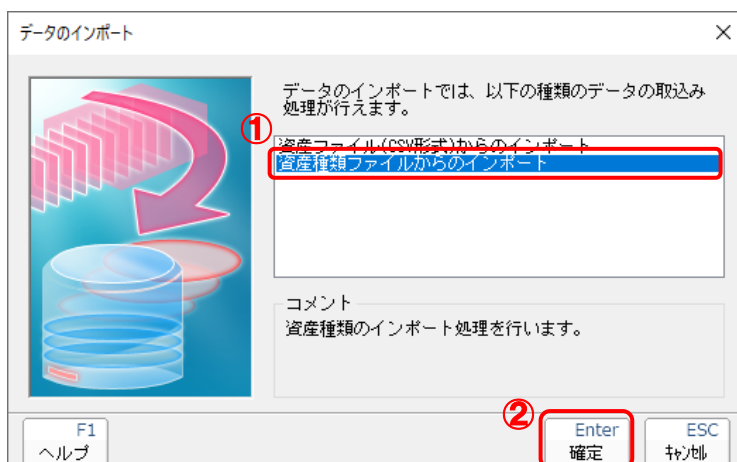 データのインポート
データのインポートでは、以下の種類のデータの取込み
処理が行えます。
①
資産ファイル(CSV形式)からのインポート
資産種類ファイルからのインポート
コメント
資産種類のインポート処理を行います。
②
F1
ヘルプ
Enter
確定
ESC
ｷｬﾝｾﾙ